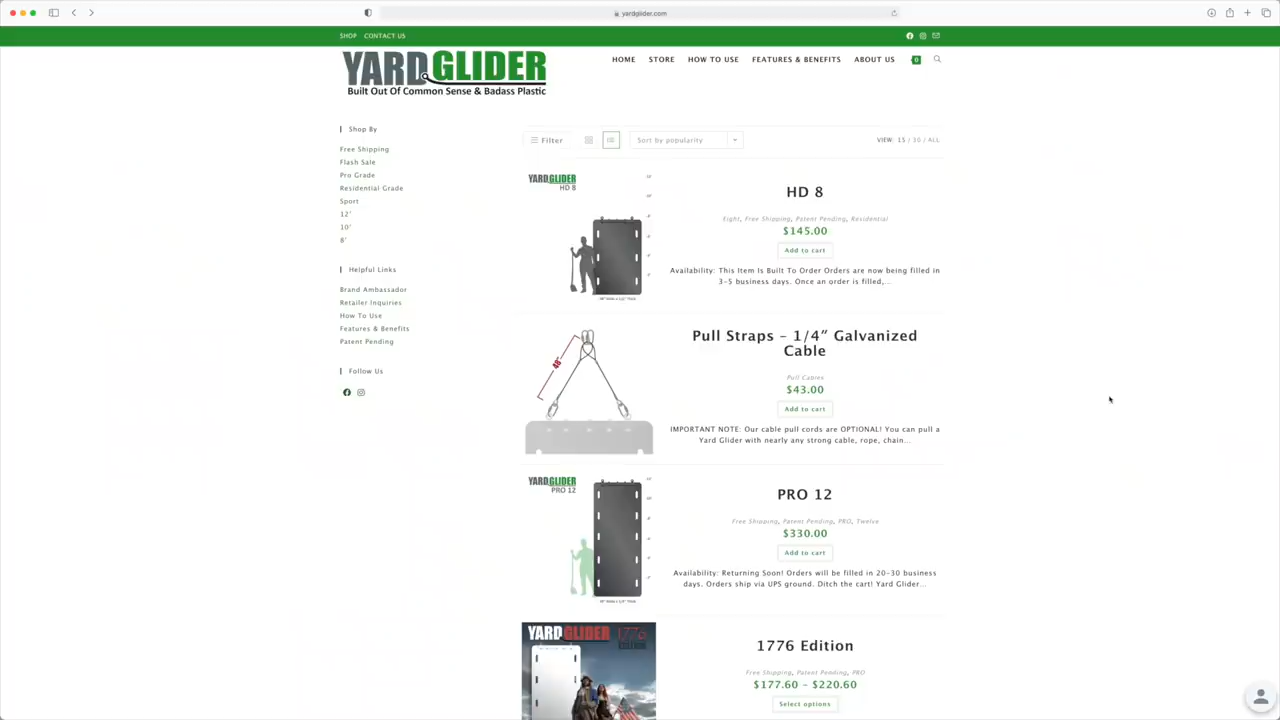 yardglider.com
SHOP CONTACT US
YARDGLIDER
Built Out Of Common Sense & Badass Plastic
HOME STORE HOW TO USE FEATURES & BENEFITS ABOUT US 0
Shop By
Free Shipping
Flash Sale
Pro Grade
Residential Grade
Sport
12'
10'
8'
Helpful Links
Brand Ambassador
Retailer Inquiries
How To Use
Features & Benefits
Patent Pending
Follow Us
Filter
Sort by popularity
VIEW: 15 / 30 / ALL
YARDGLIDER
HD 8
HD 8
Eight, Free Shipping, Patent Pending, Residential
$145.00
Add to cart
Availability: This Item Is Built To Order Orders are now being filled in
3-5 business days. Once an order is filled,...
46"
Pull Straps – 1/4” Galvanized
Cable
Pull Cables
$43.00
Add to cart
IMPORTANT NOTE: Our cable pull cords are OPTIONAL! You can pull a
Yard Glider with nearly any strong cable, rope, chain...
YARDGLIDER
PRO 12
PRO 12
Free Shipping, Patent Pending, PRO, Twelve
$330.00
Add to cart
Availability: Returning Soon! Orders will be filled in 20-30 business
days. Orders ship via UPS ground. Ditch the cart! Yard Glider...
YARDGLIDER 1776
1776 Edition
Free Shipping, Patent Pending, PRO
$177.60 – $220.60
Select options